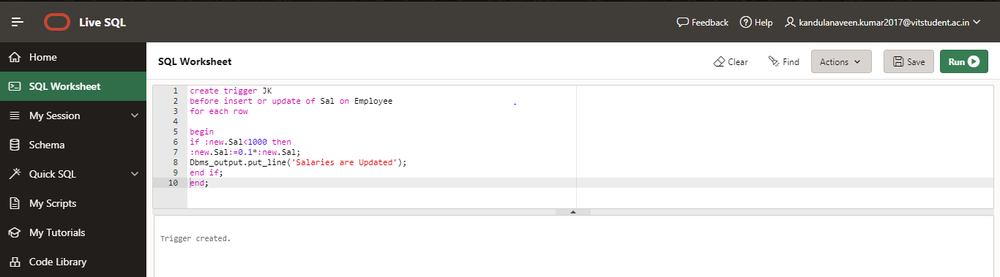 Live SQL
Feedback
Help
kandulanaveen.kumar2017@vitstudent.ac.in
Home
SQL Worksheet
My Session
Schema
Quick SQL
My Scripts
My Tutorials
Code Library
SQL Worksheet
Clear
Find
Actions
Save
Run
1 create trigger JK
2 before insert or update of Sal on Employee
3 for each row
4
5 begin
6 if :new.Sal<1000 then
7 :new.Sal:=0.1*:new.Sal;
8 Dbms_output.put_line('Salaries are Updated');
9 end if;
10 end;
Trigger created.